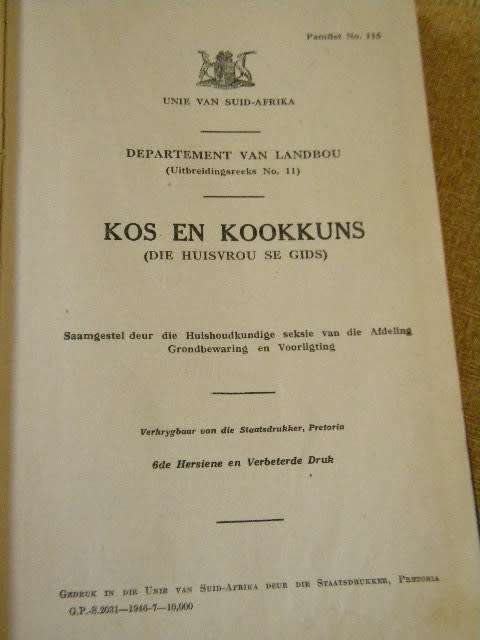 Pamflet No. 115
UNIE VAN SUID-AFRIKA
DEPARTEMENT VAN LANDBOU
(Uitbreidingsreeks No. 11)
KOS EN KOOKKUNS
(DIE HUISVROU SE GIDS)
Saamgestel deur die Huishoudkundige seksie van die Afdeling
Grondbewaring en Voorligting
Verkrygbaar van die Staatsdrukker, Pretoria
6de Hersiene en Verbeterde Druk
GEDRUK IN DIE UNIE VAN SUID-AFRIKA DEUR DIE STAATSDRUKKER, PRETORIA
G.P.-S.2031—1946-7—10,000